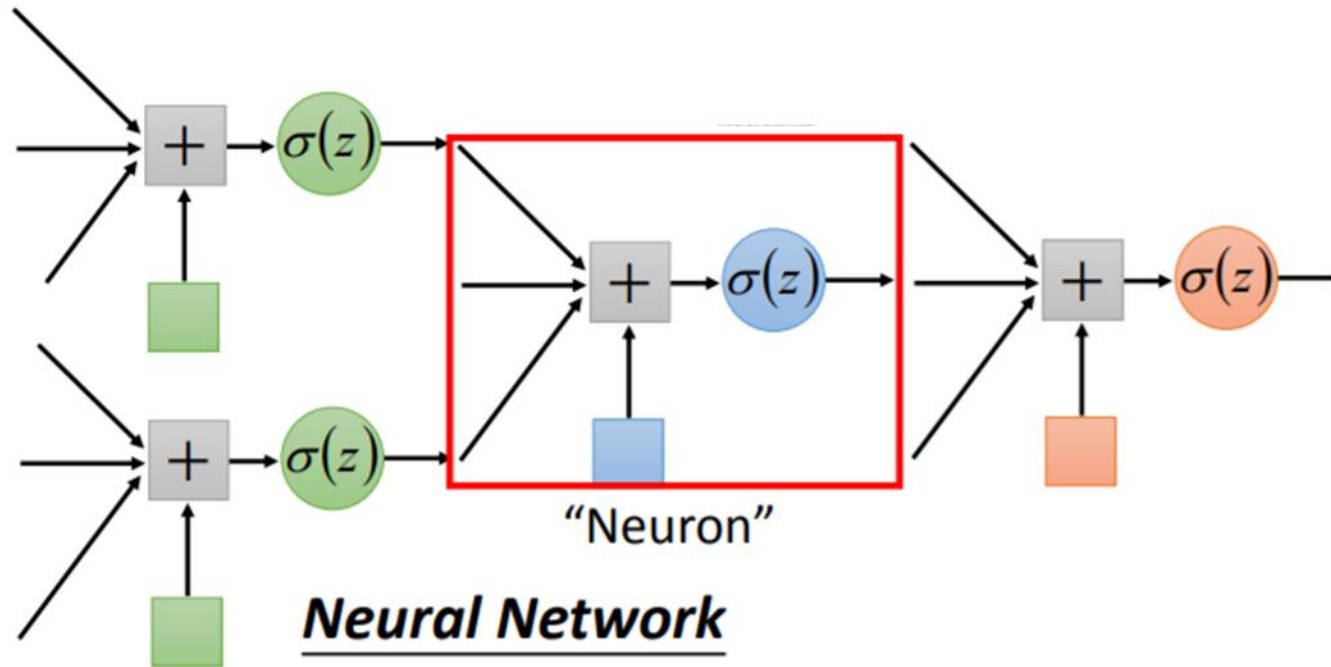 +
σ(z)
+
σ(z)
+
σ(z)
+
σ(z)
“Neuron”
Neural Network